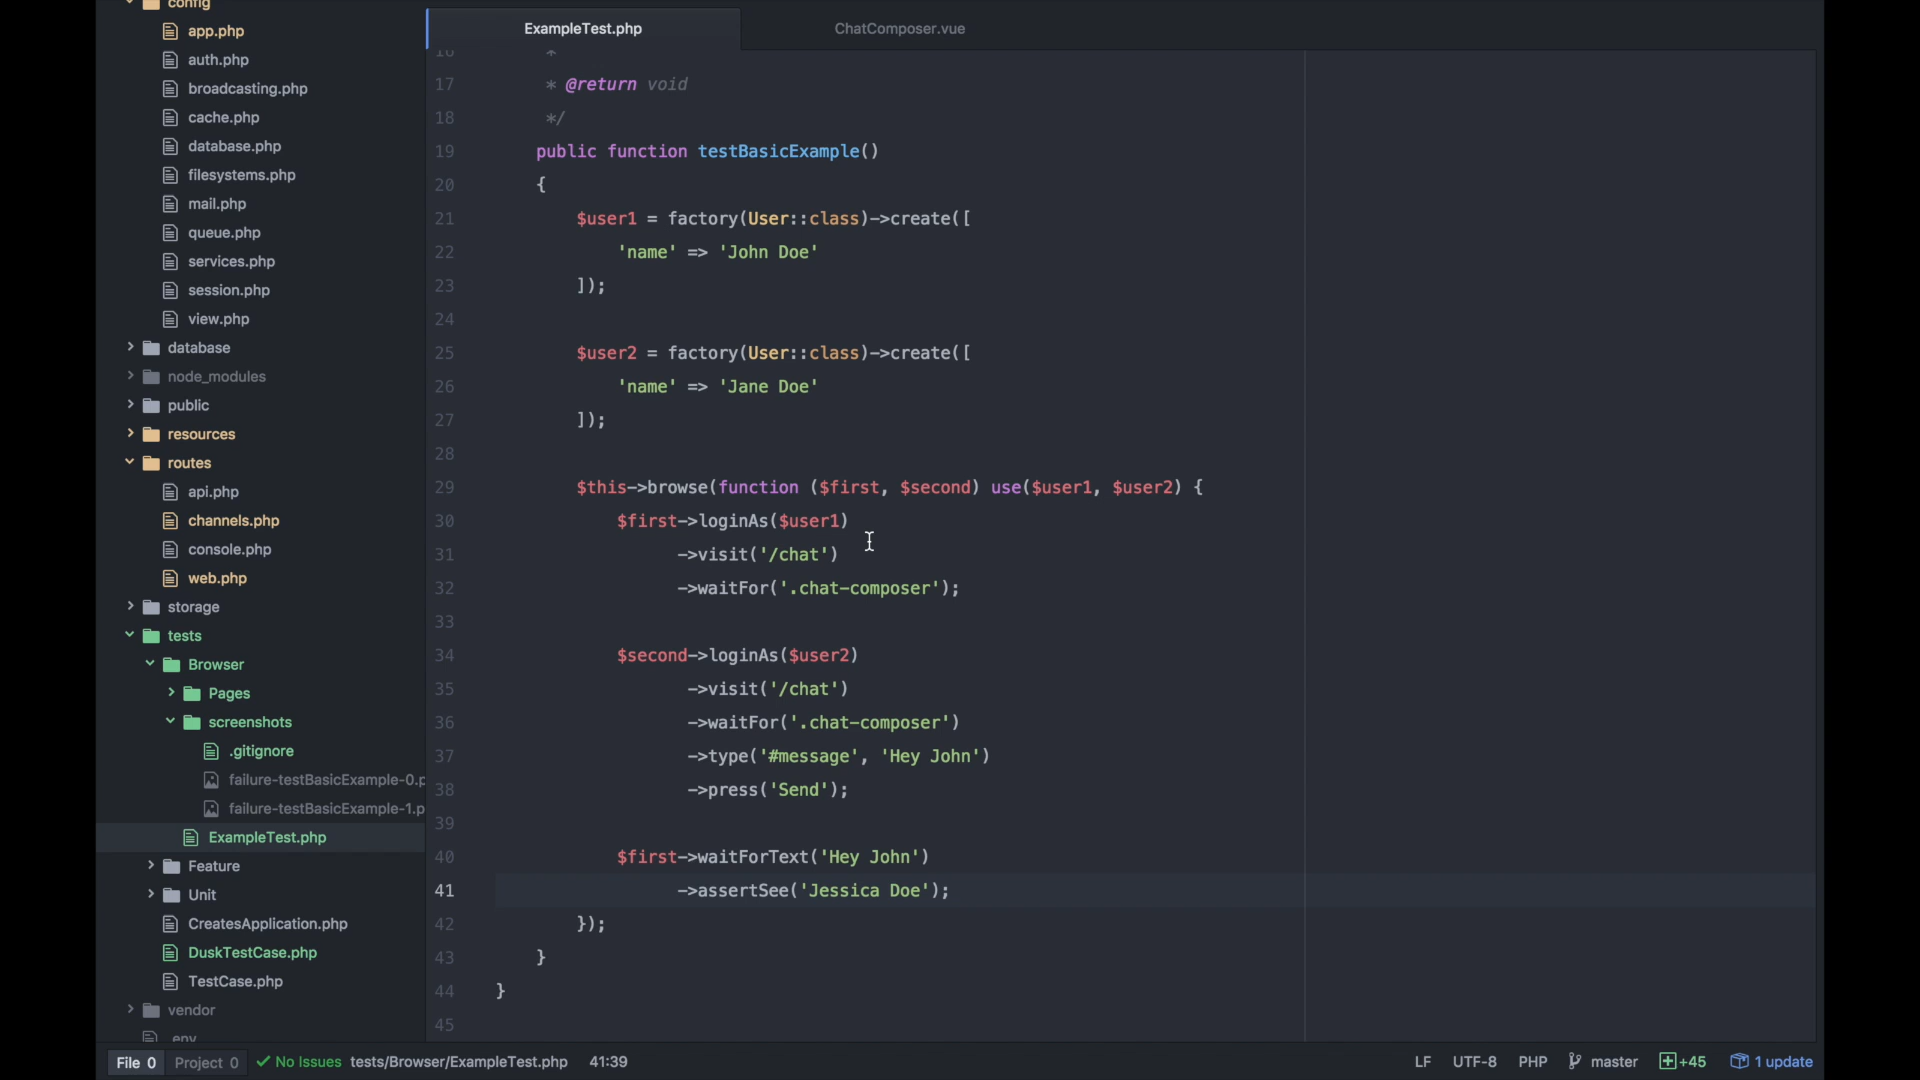 config
app.php
auth.php
broadcasting.php
cache.php
database.php
filesystems.php
mail.php
queue.php
services.php
session.php
view.php
database
node_modules
public
resources
routes
api.php
channels.php
console.php
web.php
storage
tests
Browser
Pages
screenshots
.gitignore
failure-testBasicExample-0.p
failure-testBasicExample-1.p
ExampleTest.php
Feature
Unit
CreatesApplication.php
DuskTestCase.php
TestCase.php
vendor
.env
ExampleTest.php
ChatComposer.vue
16 *
17 * @return void
18 */
19 public function testBasicExample()
20 {
21 $user1 = factory(User::class)->create([
22 'name' => 'John Doe'
23 ]);
24
25 $user2 = factory(User::class)->create([
26 'name' => 'Jane Doe'
27 ]);
28
29 $this->browse(function ($first, $second) use($user1, $user2) {
30 $first->loginAs($user1)
31 ->visit('/chat')
32 ->waitFor('.chat-composer');
33
34 $second->loginAs($user2)
35 ->visit('/chat')
36 ->waitFor('.chat-composer')
37 ->type('#message', 'Hey John')
38 ->press('Send');
39
40 $first->waitForText('Hey John')
41 ->assertSee('Jessica Doe');
42 });
43 }
44 }
45
File 0 Project 0 No Issues tests/Browser/ExampleTest.php 41:39 LF UTF-8 PHP master +45 1 update